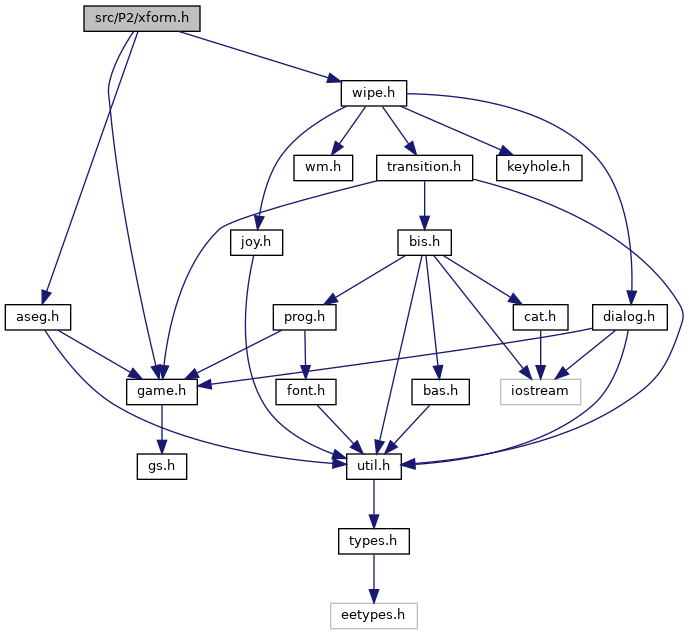 src/P2/xform.h
wipe.h
wm.h
transition.h
keyhole.h
joy.h
bis.h
aseg.h
prog.h
cat.h
dialog.h
game.h
font.h
bas.h
iostream
gs.h
util.h
types.h
eetypes.h